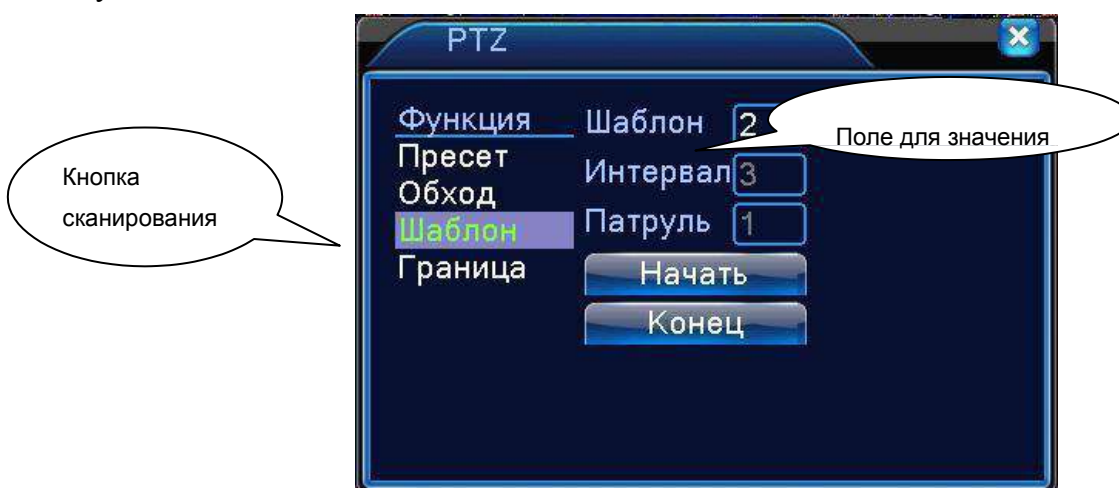 PTZ
Функция
Шаблон 2
Поле для значения
Пресет
Интервал 3
Кнопка
сканирования
Обход
Шаблон
Патруль 1
Граница
Начать
Конец